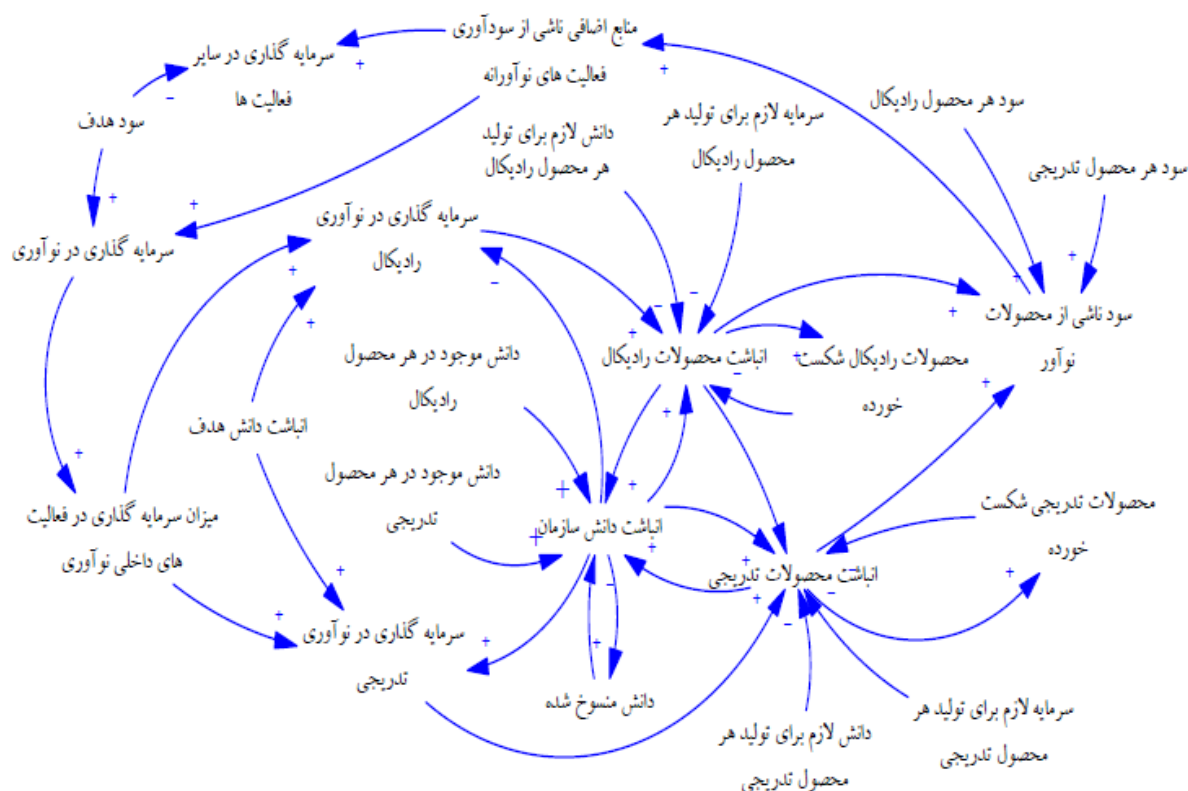 منابع اضافی ناشی از سودآوری
فعالیت های نوآورانه
سرمایه گذاری در سایر
فعالیت ها
سود هدف
سود هر محصول رادیکال
سرمایه لازم برای تولید هر
محصول رادیکال
دانش لازم برای تولید
هر محصول رادیکال
سود هر محصول تدریجی
سرمایه گذاری در نوآوری
رادیکال
سرمایه گذاری در نوآوری
سود ناشی از محصولات
نوآور
انباشت محصولات رادیکال
محصولات رادیکال شکست
خورده
دانش موجود در هر محصول
رادیکال
انباشت دانش هدف
دانش موجود در هر محصول
تدریجی
محصولات تدریجی شکست
خورده
میزان سرمایه گذاری در فعالیت
های داخلی نوآوری
انباشت دانش سازمان
انباشت محصولات تدریجی
سرمایه گذاری در نوآوری
تدریجی
دانش منسوخ شده
سرمایه لازم برای تولید هر
محصول تدریجی
دانش لازم برای تولید هر
محصول تدریجی